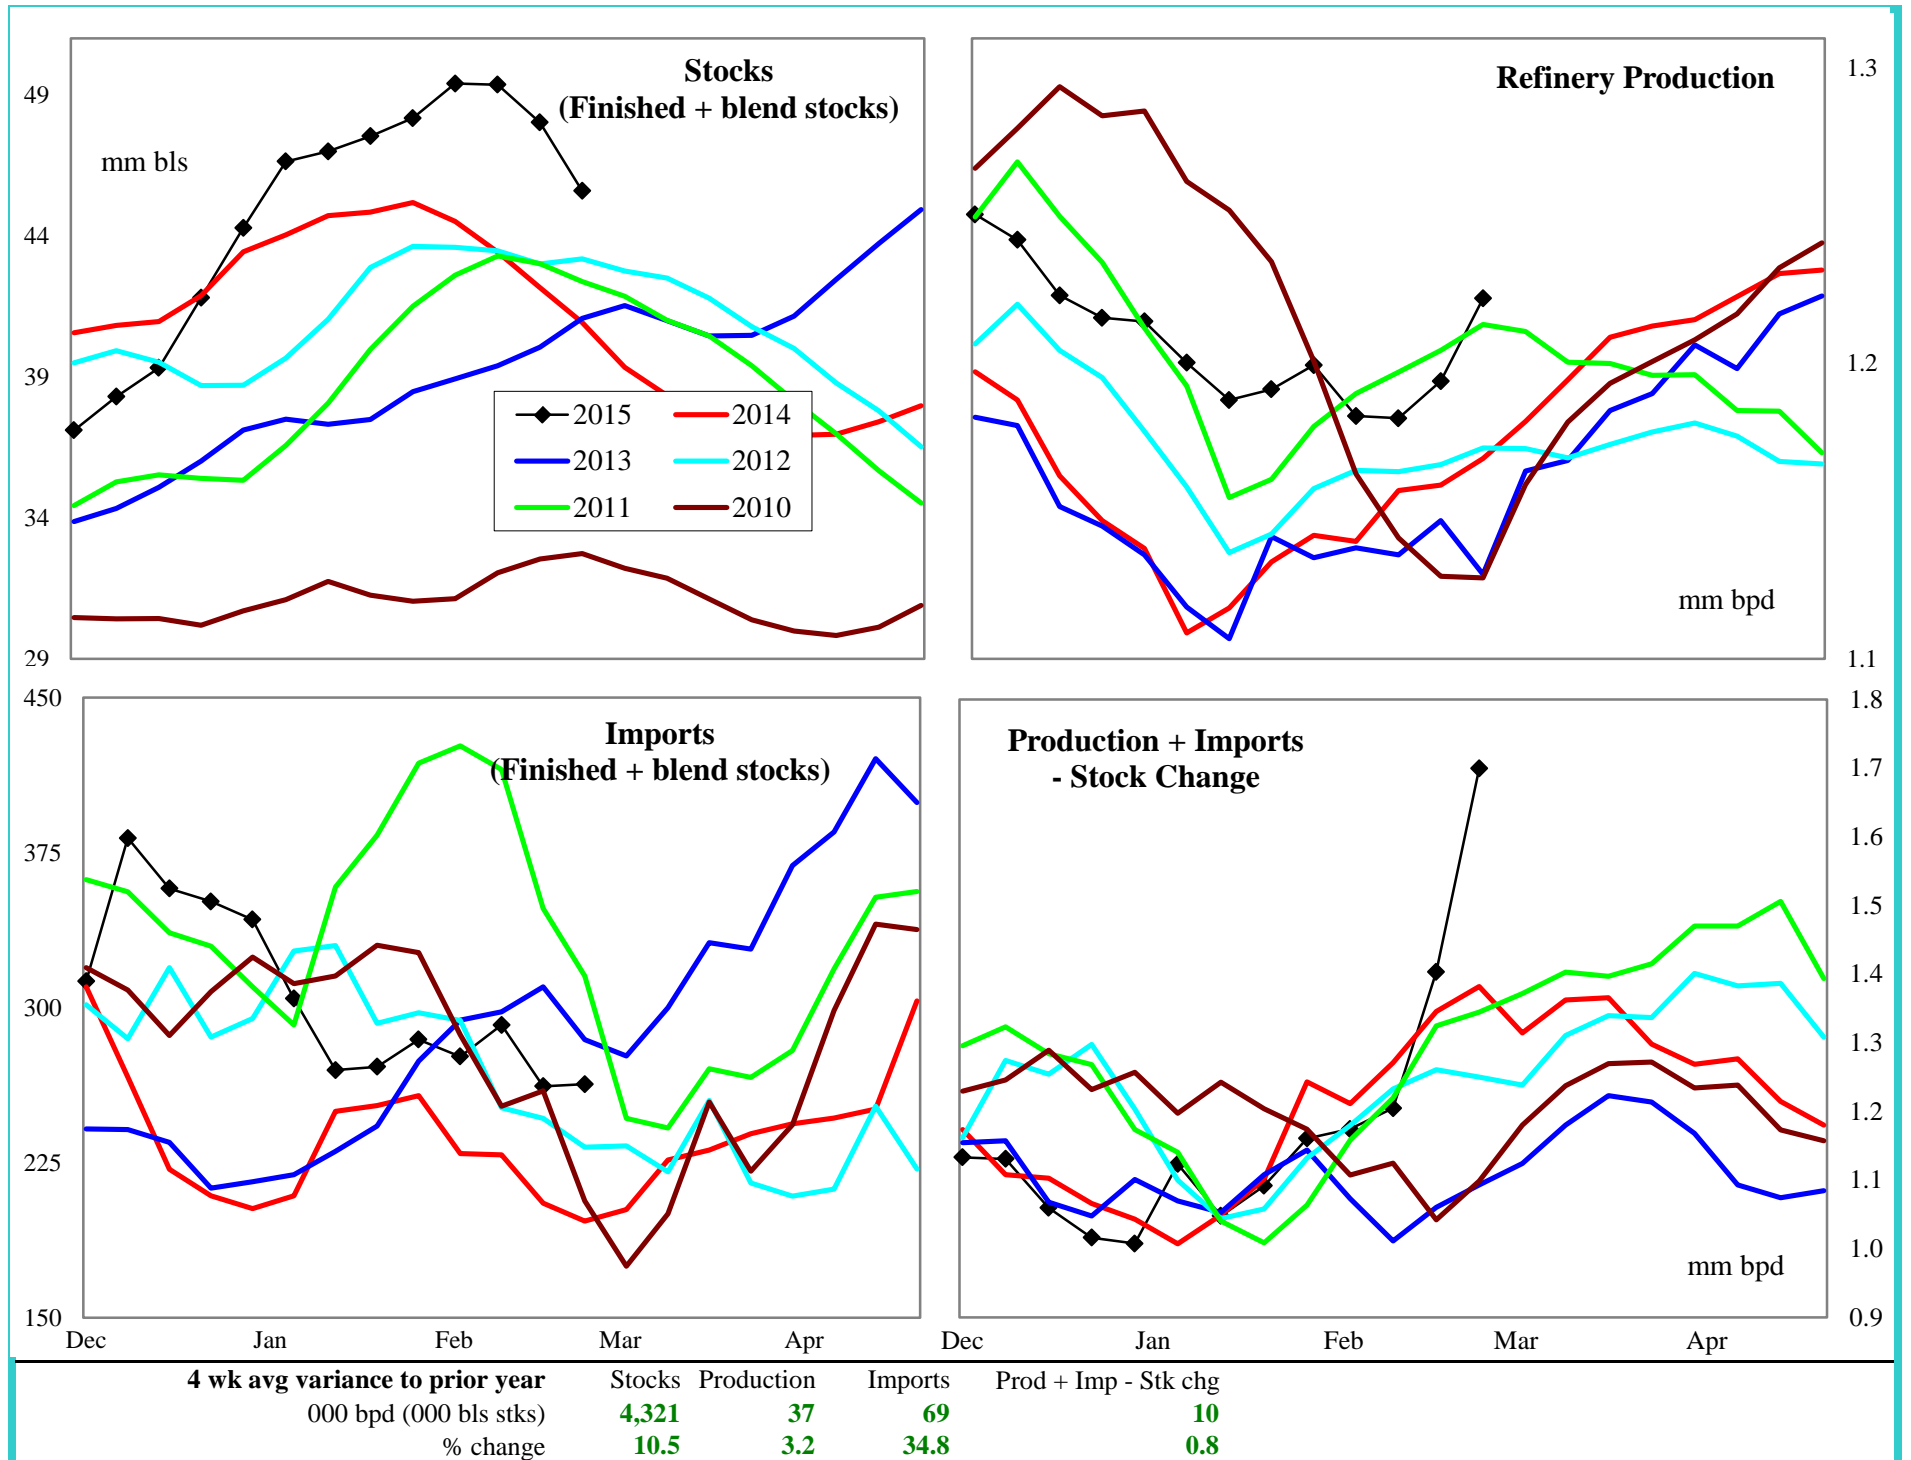 Stocks
(Finished + blend stocks)
mm bls
49
44
39
34
29
2015
2014
2013
2012
2011
2010
Refinery Production
mm bpd
1.3
1.2
1.1
Imports
(Finished + blend stocks)
450
375
300
225
150
Dec Jan Feb Mar Apr
Production + Imports
- Stock Change
mm bpd
1.8
1.7
1.6
1.5
1.4
1.3
1.2
1.1
1.0
0.9
Dec Jan Feb Mar Apr
4 wk avg variance to prior year Stocks Production Imports Prod + Imp - Stk chg
000 bpd (000 bls stks) 4,321 37 69 10
% change 10.5 3.2 34.8 0.8